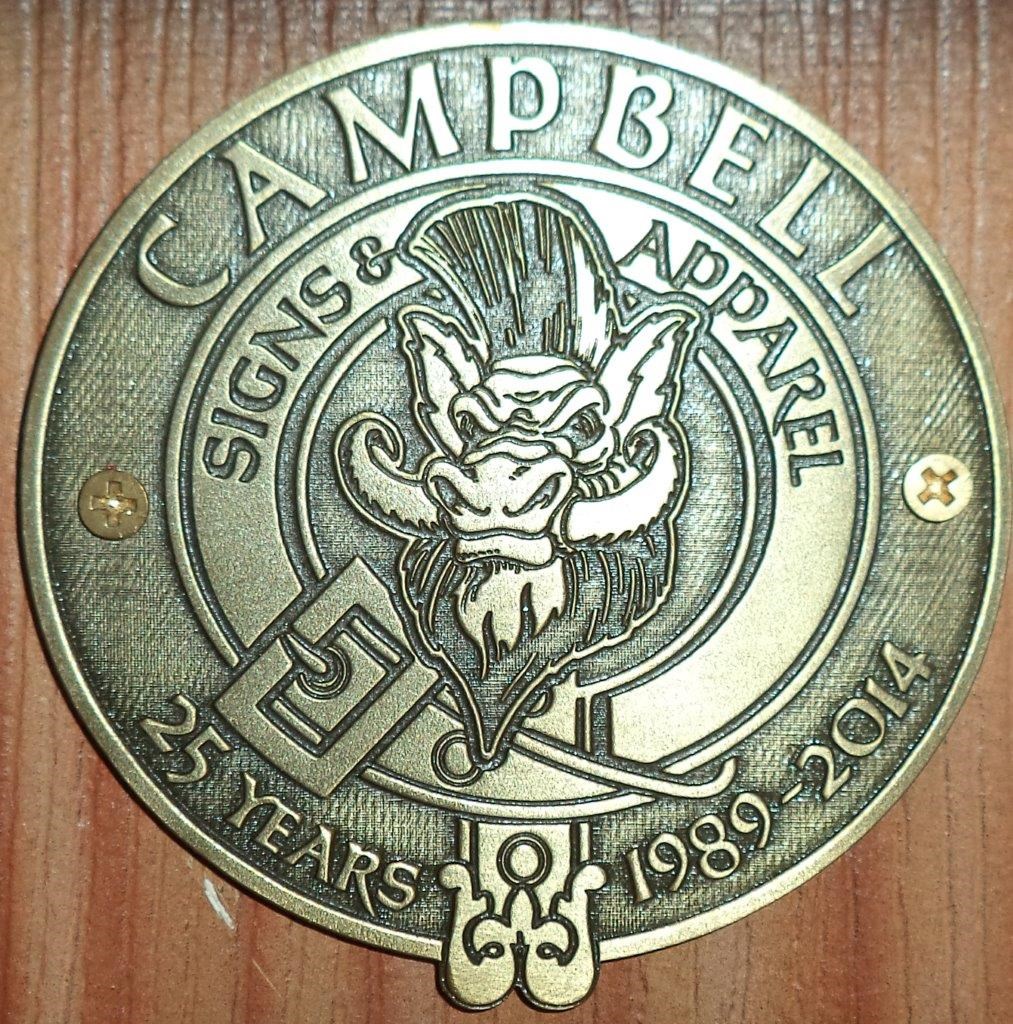 CAMPBELL
SIGNS & APPAREL
25 YEARS 1989-2014